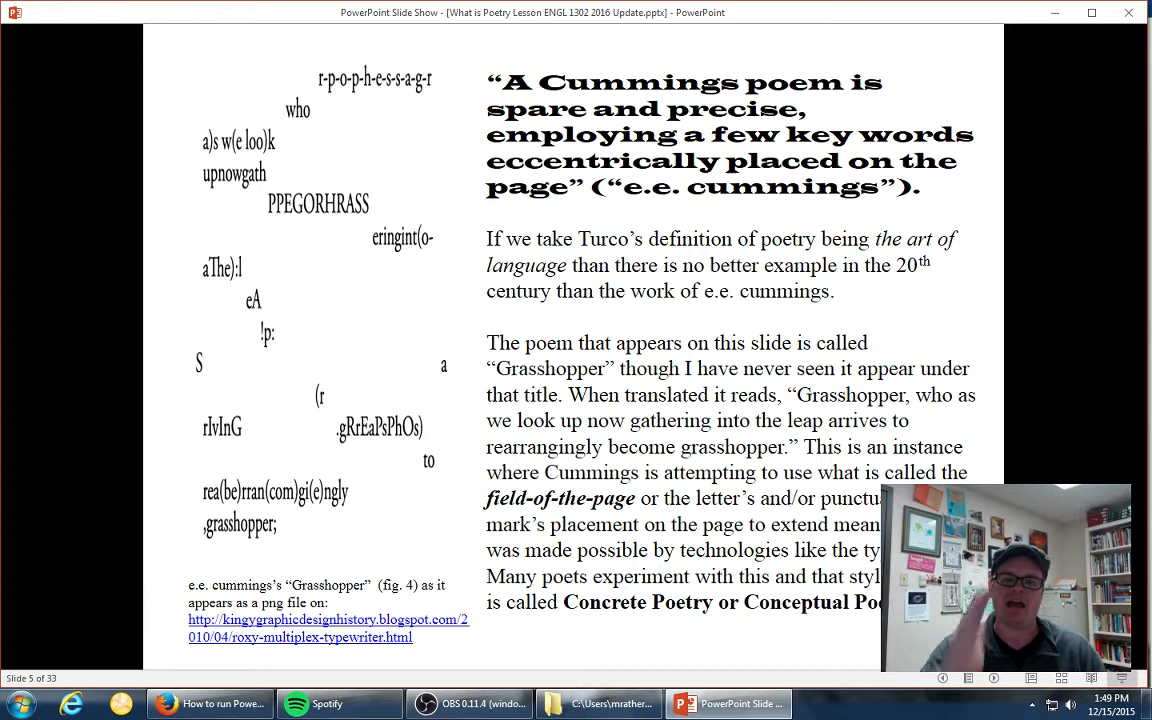 PowerPoint Slide Show - [What is Poetry Lesson ENGL 1302 2016 Update.pptx] - PowerPoint
r-p-o-p-h-e-s-s-a-g-r
who
a)s w(e loo)k
upnowgath
PPEGORHRASS
eringint(o-
aThe):l
eA
!p:
S a
(r
rIvInG .gRrEaPsPhOs)
to
rea(be)rran(com)gi(e)ngly
,grasshopper;
e.e. cummings's “Grasshopper” (fig. 4) as it
appears as a png file on:
http://kingygraphicdesignhistory.blogspot.com/2
010/04/roxy-multiplex-typewriter.html
“A Cummings poem is
spare and precise,
employing a few key words
eccentrically placed on the
page” (“e.e. cummings”).
If we take Turco’s definition of poetry being the art of
language than there is no better example in the 20th
century than the work of e.e. cummings.
The poem that appears on this slide is called
“Grasshopper” though I have never seen it appear under
that title. When translated it reads, “Grasshopper, who as
we look up now gathering into the leap arrives to
rearrangingly become grasshopper.” This is an instance
where Cummings is attempting to use what is called the
field-of-the-page or the letter’s and/or punctua
mark’s placement on the page to extend mean
was made possible by technologies like the ty
Many poets experiment with this and that styl
is called Concrete Poetry or Conceptual Po
Slide 5 of 33
How to run Powe...
Spotify
OBS 0.11.4 (windo...
C:\Users\mrather...
PowerPoint Slide ...
1:49 PM
12/15/2015